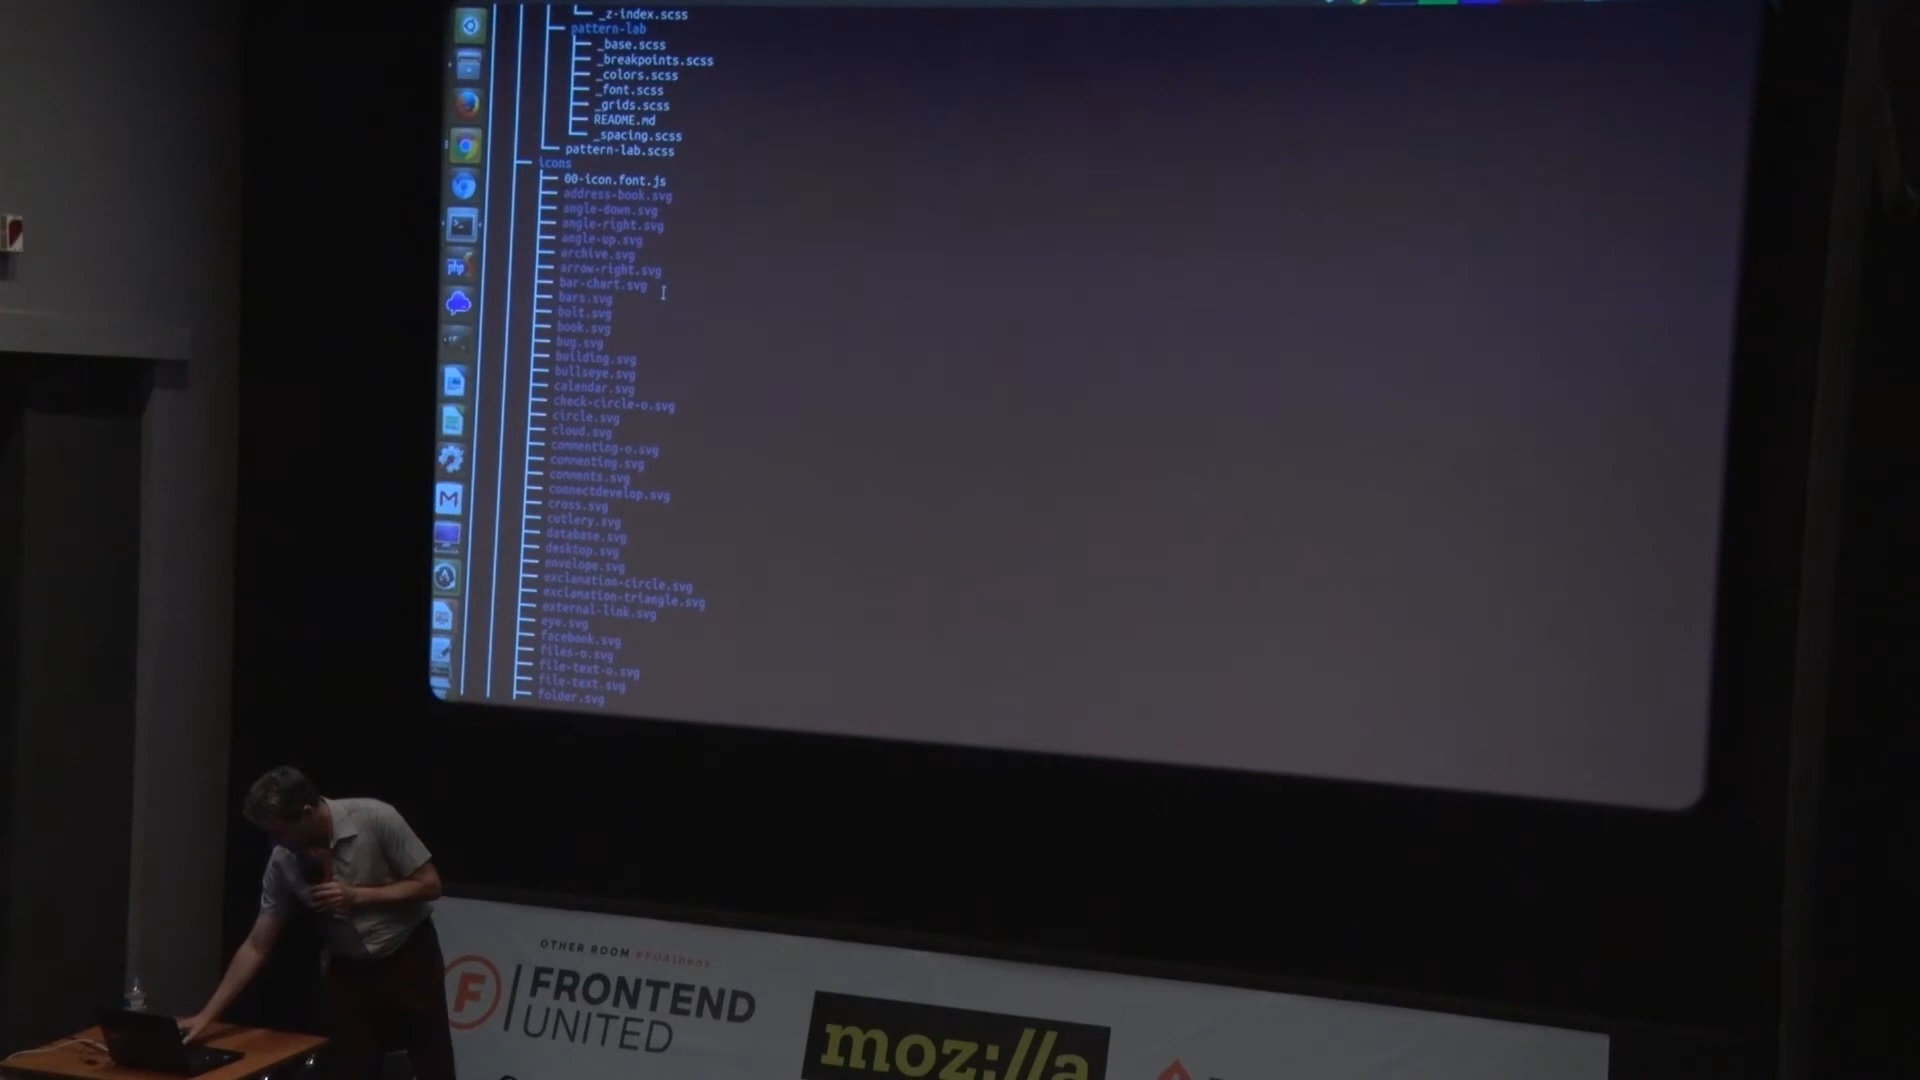 _z-index.scss
pattern-lab
_base.scss
_breakpoints.scss
_colors.scss
_font.scss
_grids.scss
README.md
_spacing.scss
pattern-lab.scss
icons
00-icon.font.js
address-book.svg
angle-down.svg
angle-right.svg
angle-up.svg
archive.svg
arrow-right.svg
bar-chart.svg
bars.svg
bolt.svg
book.svg
bug.svg
building.svg
bullseye.svg
calendar.svg
check-circle-o.svg
circle.svg
cloud.svg
commenting-o.svg
commenting.svg
comments.svg
connectdevelop.svg
cross.svg
cutlery.svg
database.svg
desktop.svg
envelope.svg
exclamation-circle.svg
exclamation-triangle.svg
external-link.svg
eye.svg
facebook.svg
files-o.svg
file-text-o.svg
file-text.svg
folder.svg
php
M
OTHER ROOM
F
FRONTEND
UNITED
moz://a